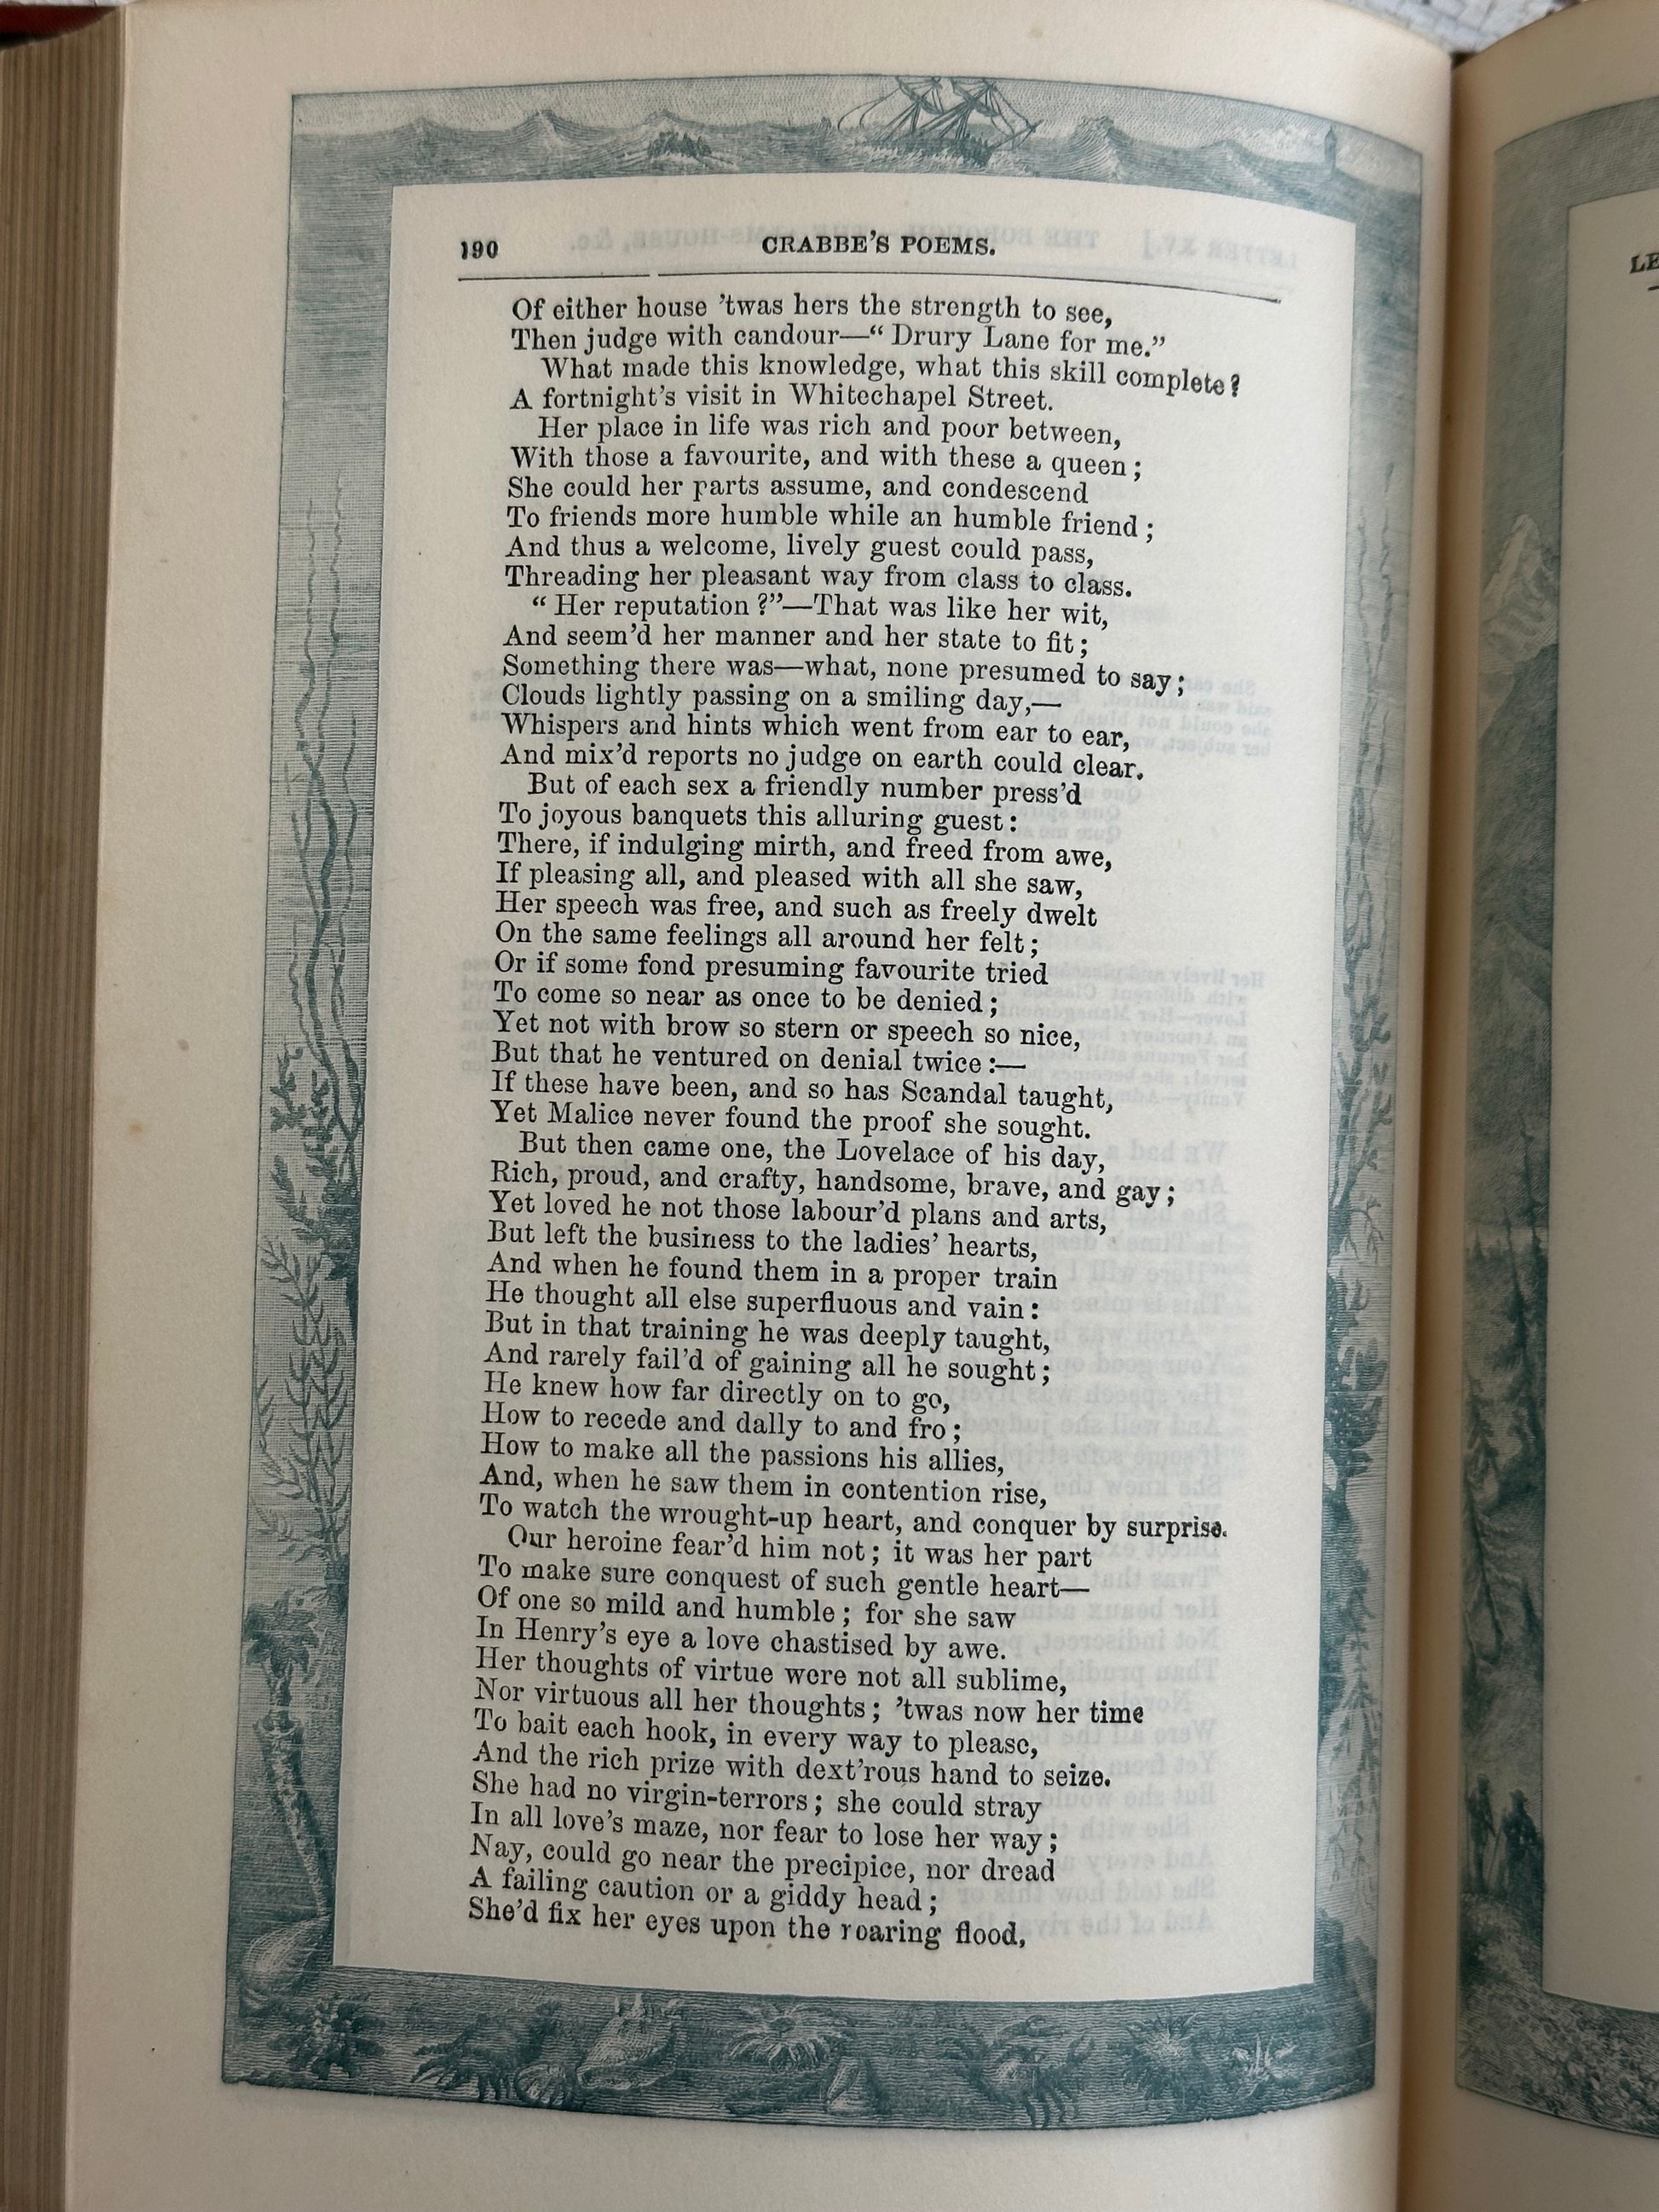 190
CRABBE'S POEMS.
Of either house 'twas hers the strength to see,
Then judge with candour—“Drury Lane for me.”
What made this knowledge, what this skill complete?
A fortnight's visit in Whitechapel Street.
Her place in life was rich and poor between,
With those a favourite, and with these a queen;
She could her parts assume, and condescend
To friends more humble while an humble friend;
And thus a welcome, lively guest could pass,
Threading her pleasant way from class to class.
“Her reputation?”—That was like her wit,
And seem'd her manner and her state to fit;
Something there was—what, none presumed to say;
Clouds lightly passing on a smiling day,—
Whispers and hints which went from ear to ear,
And mix'd reports no judge on earth could clear.
But of each sex a friendly number press'd
To joyous banquets this alluring guest:
There, if indulging mirth, and freed from awe,
If pleasing all, and pleased with all she saw,
Her speech was free, and such as freely dwelt
On the same feelings all around her felt;
Or if some fond presuming favourite tried
To come so near as once to be denied;
Yet not with brow so stern or speech so nice,
But that he ventured on denial twice:—
If these have been, and so has Scandal taught,
Yet Malice never found the proof she sought.
But then came one, the Lovelace of his day,
Rich, proud, and crafty, handsome, brave, and gay;
Yet loved he not those labour'd plans and arts,
But left the business to the ladies' hearts,
And when he found them in a proper train
He thought all else superfluous and vain:
But in that training he was deeply taught,
And rarely fail'd of gaining all he sought;
He knew how far directly on to go,
How to recede and dally to and fro;
How to make all the passions his allies,
And, when he saw them in contention rise,
To watch the wrought-up heart, and conquer by surprise.
Our heroine fear'd him not; it was her part
To make sure conquest of such gentle heart—
Of one so mild and humble; for she saw
In Henry's eye a love chastised by awe.
Her thoughts of virtue were not all sublime,
Nor virtuous all her thoughts; 'twas now her time
To bait each hook, in every way to please,
And the rich prize with dext'rous hand to seize.
She had no virgin-terrors; she could stray
In all love's maze, nor fear to lose her way;
Nay, could go near the precipice, nor dread
A failing caution or a giddy head;
She'd fix her eyes upon the roaring flood,
LE